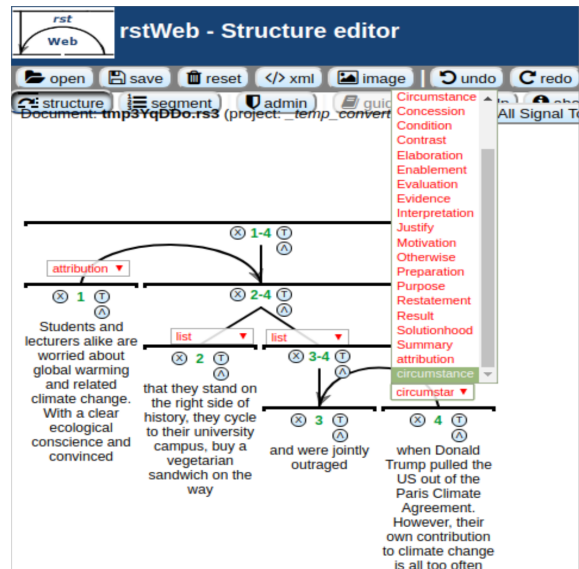 rst
Web
rstWeb - Structure editor
open
save
reset
</> xml
image
undo
redo
structure
segment
admin
Document: tmp3YqDDo.rs3 (project: _temp_convert
All Signal
Circumstance
Concession
Condition
Contrast
Elaboration
Enablement
Evaluation
Evidence
Interpretation
Justify
Motivation
Otherwise
Preparation
Purpose
Restatement
Result
Solutionhood
Summary
attribution
circumstance
X 1-4 T
Λ
attribution ▼
X 1 T
Λ
X 2-4 T
Λ
Students and
lecturers alike are
worried about
global warming
and related
climate change.
With a clear
ecological
conscience and
convinced
list ▼
X 2 T
Λ
that they stand on
the right side of
history, they cycle
to their university
campus, buy a
vegetarian
sandwich on the
way
list ▼
X 3-4 T
Λ
X 3 T
Λ
and were jointly
outraged
circumstar ▼
X 4 T
Λ
when Donald
Trump pulled the
US out of the
Paris Climate
Agreement.
However, their
own contribution
to climate change
is all too often